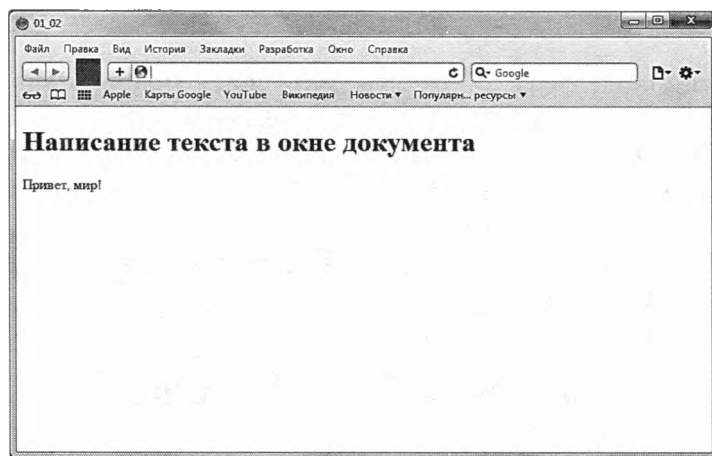 01_02
Файл Правка Вид История Закладки Разработка Окно Справка
Google
Apple Карты Google YouTube Википедия Новости Популярн... ресурсы
Написание текста в окне документа
Привет, мир!